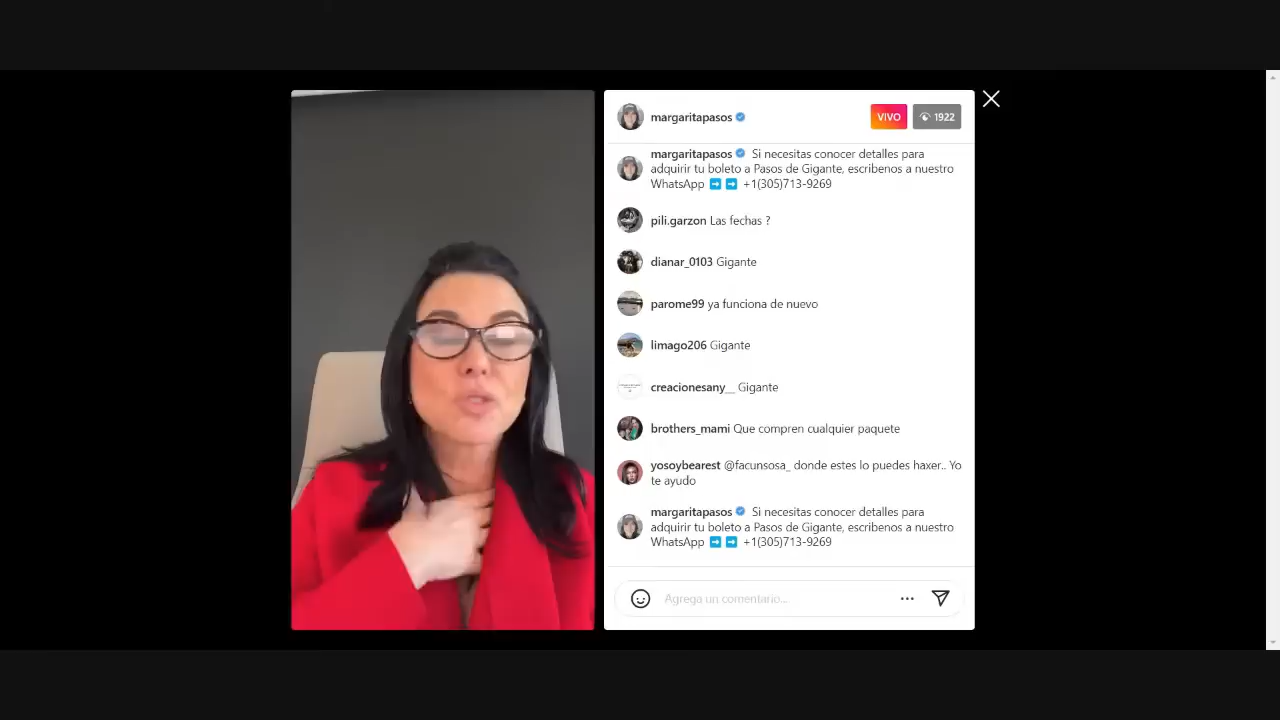 margaritapasos
VIVO
1922
margaritapasos Si necesitas conocer detalles para
adquirir tu boleto a Pasos de Gigante, escribenos a nuestro
WhatsApp ➡️ ➡️ +1(305)713-9269
pili.garzon Las fechas ?
dianar_0103 Gigante
parome99 ya funciona de nuevo
limago206 Gigante
creacionesany__ Gigante
brothers_mami Que compren cualquier paquete
yosoybearest @facunsosa_ donde estes lo puedes haxer.. Yo
te ayudo
margaritapasos Si necesitas conocer detalles para
adquirir tu boleto a Pasos de Gigante, escribenos a nuestro
WhatsApp ➡️ ➡️ +1(305)713-9269
Agrega un comentario...